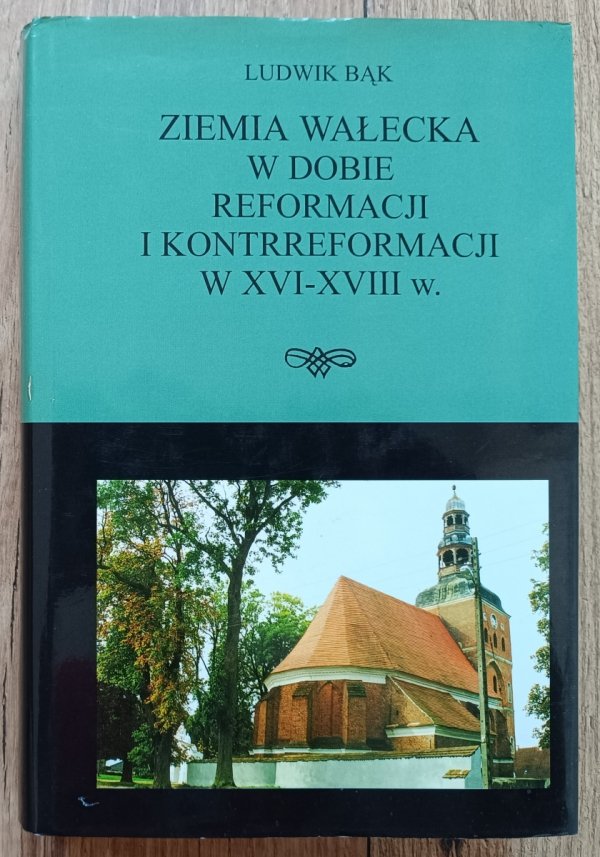 LUDWIK BĄK
ZIEMIA WAŁECKA
W DOBIE
REFORMACJI
I KONTRREFORMACJI
W XVI-XVIII w.